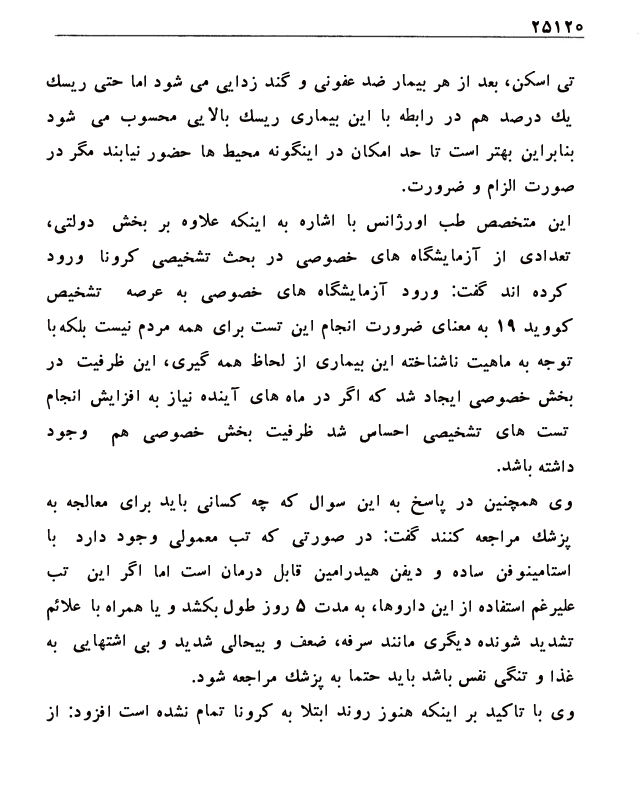 ۲۵۱۲۰
تی اسکن، بعد از هر بیمار ضد عفونی و گند زدایی می شود اما حتی ریسك
یك درصد هم در رابطه با این بیماری ریسك بالایی محسوب می شود
بنابراین بهتر است تا حد امکان در اینگونه محیط ها حضور نیابند مگر در
صورت الزام و ضرورت.
این متخصص طب اورژانس با اشاره به اینکه علاوه بر بخش دولتی،
تعدادی از آزمایشگاه های خصوصی در بحث تشخیصی کرونا ورود
کرده اند گفت: ورود آزمایشگاه های خصوصی به عرصه تشخیص
کووید ۱۹ به معنای ضرورت انجام این تست برای همه مردم نیست بلکه با
توجه به ماهیت ناشناخته این بیماری از لحاظ همه گیری، این ظرفیت در
بخش خصوصی ایجاد شد که اگر در ماه های آینده نیاز به افزایش انجام
تست های تشخیصی احساس شد ظرفیت بخش خصوصی هم وجود
داشته باشد.
وی همچنین در پاسخ به این سوال که چه کسانی باید برای معالجه به
پزشك مراجعه کنند گفت: در صورتی که تب معمولی وجود دارد با
استامینوفن ساده و دیفن هیدرامین قابل درمان است اما اگر این تب
علیرغم استفاده از این داروها، به مدت ۵ روز طول بکشد و یا همراه با علائم
تشدید شونده دیگری مانند سرفه، ضعف و بیحالی شدید و بی اشتهایی به
غذا و تنگی نفس باشد باید حتما به پزشك مراجعه شود.
وی با تاکید بر اینکه هنوز روند ابتلا به کرونا تمام نشده است افزود: از